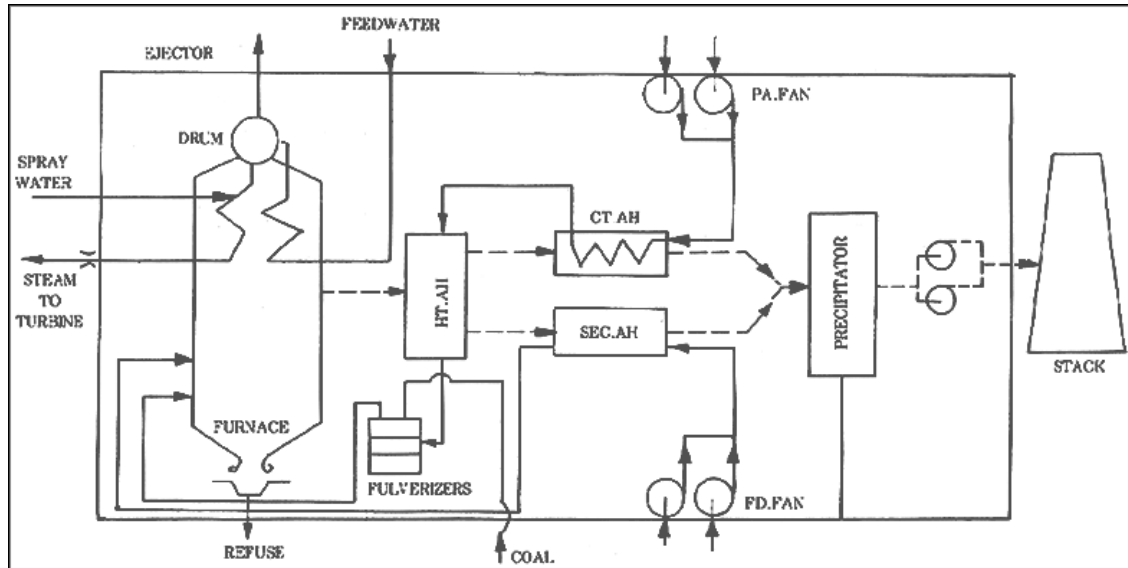 FEEDWATER
EJECTOR
DRUM
PA.FAN
SPRAY
WATER
CT.AH
STEAM
TO
TURBINE
HT.AH
SEC.AH
PRECIPITATOR
STACK
FURNACE
PULVERIZERS
FD.FAN
REFUSE
COAL